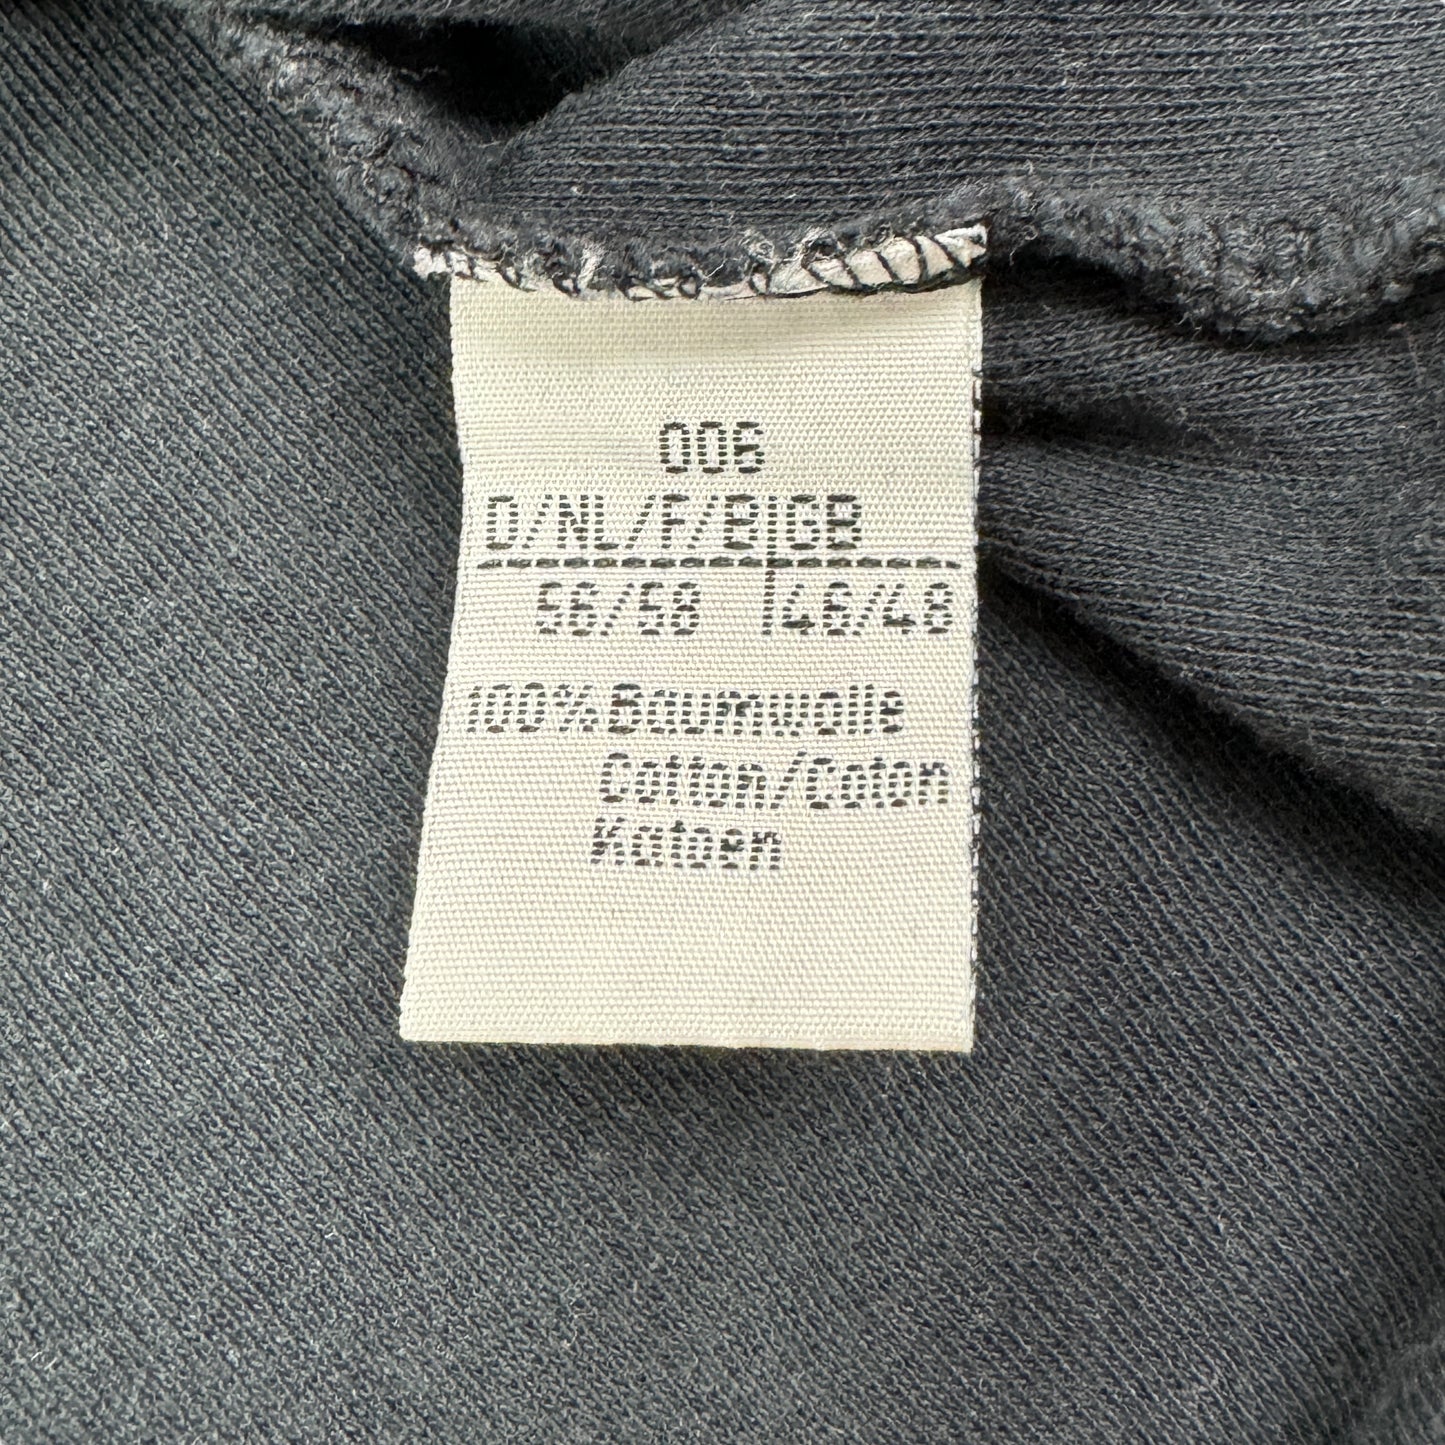 006
D/NL/F/B|GB
56/58 |46/48
100% Baumwolle
Cotton/Coton
Katoen